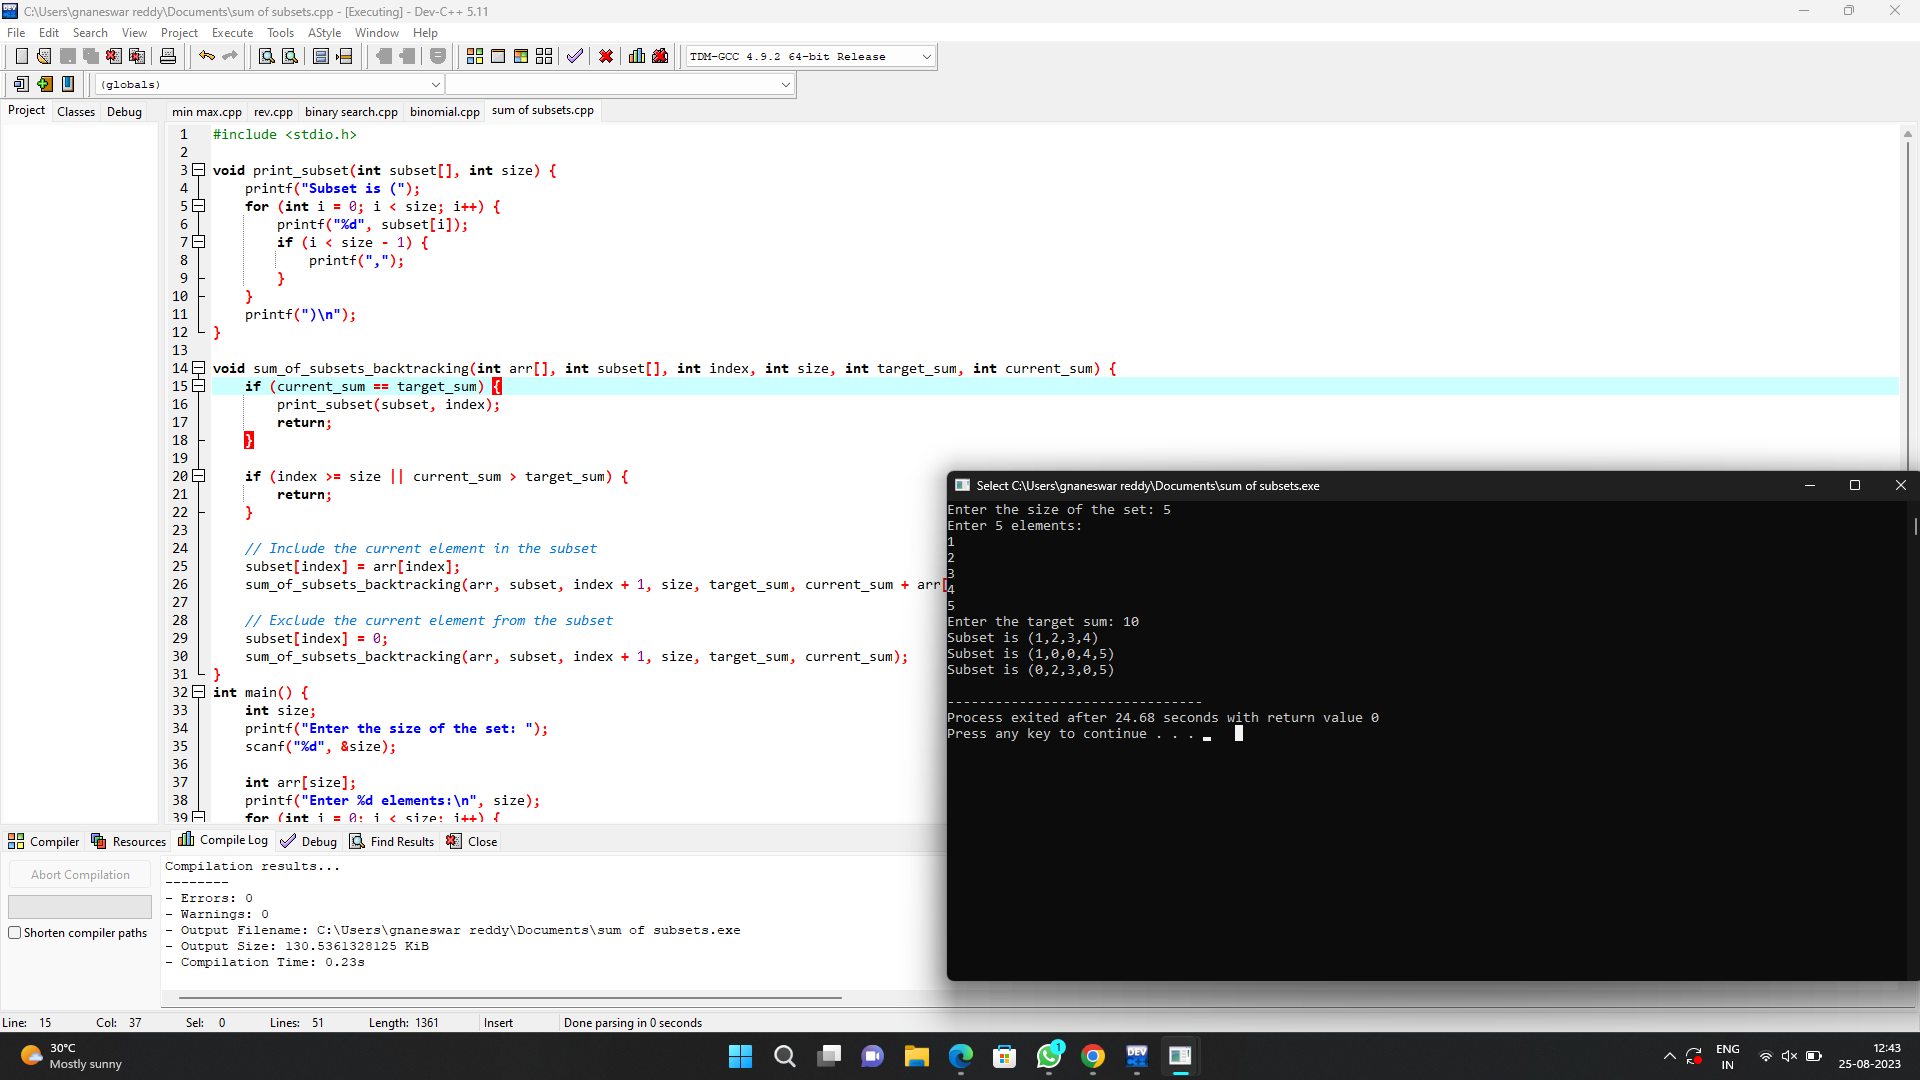 C:\Users\gnaneswar reddy\Documents\sum of subsets.cpp - [Executing] - Dev-C++ 5.11
File Edit Search View Project Execute Tools AStyle Window Help
TDM-GCC 4.9.2 64-bit Release
(globals)
Project Classes Debug
min max.cpp rev.cpp binary search.cpp binomial.cpp sum of subsets.cpp
1 #include <stdio.h>
2
3 void print_subset(int subset[], int size) {
4 printf("Subset is (");
5 for (int i = 0; i < size; i++) {
6 printf("%d", subset[i]);
7 if (i < size - 1) {
8 printf(",");
9 }
10 }
11 printf(")\n");
12 }
13
14 void sum_of_subsets_backtracking(int arr[], int subset[], int index, int size, int target_sum, int current_sum) {
15 if (current_sum == target_sum) {
16 print_subset(subset, index);
17 return;
18 }
19
20 if (index >= size || current_sum > target_sum) {
21 return;
22 }
23
24 // Include the current element in the subset
25 subset[index] = arr[index];
26 sum_of_subsets_backtracking(arr, subset, index + 1, size, target_sum, current_sum + arr[
27
28 // Exclude the current element from the subset
29 subset[index] = 0;
30 sum_of_subsets_backtracking(arr, subset, index + 1, size, target_sum, current_sum);
31 }
32 int main() {
33 int size;
34 printf("Enter the size of the set: ");
35 scanf("%d", &size);
36
37 int arr[size];
38 printf("Enter %d elements:\n", size);
39 for (int i = 0; i < size; i++) {
Select C:\Users\gnaneswar reddy\Documents\sum of subsets.exe
Enter the size of the set: 5
Enter 5 elements:
1
2
3
4
5
Enter the target sum: 10
Subset is (1,2,3,4)
Subset is (1,0,0,4,5)
Subset is (0,2,3,0,5)
--------------------------------
Process exited after 24.68 seconds with return value 0
Press any key to continue . . .
Compiler Resources Compile Log Debug Find Results Close
Abort Compilation
Shorten compiler paths
Compilation results...
--------
- Errors: 0
- Warnings: 0
- Output Filename: C:\Users\gnaneswar reddy\Documents\sum of subsets.exe
- Output Size: 130.5361328125 KiB
- Compilation Time: 0.23s
Line: 15 Col: 37 Sel: 0 Lines: 51 Length: 1361 Insert Done parsing in 0 seconds
30°C
Mostly sunny
DEV
1
ENG
IN
12:43
25-08-2023